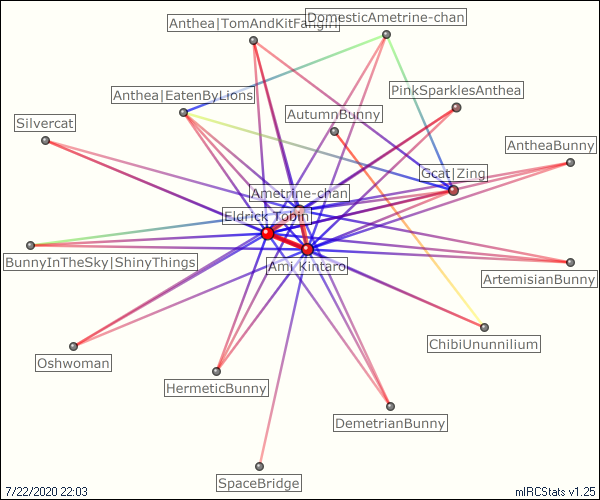 Anthea|TomAndKitFangirl
DomesticAmetrine-chan
Anthea|EatenByLions
PinkSparklesAnthea
AutumnBunny
Silvercat
AntheaBunny
Gcat|Zing
Ametrine-chan
Eldrick Tobin
Ami Kintaro
BunnyInTheSky|ShinyThings
ArtemisianBunny
ChibiUnunnilium
Oshwoman
HermeticBunny
DemetrianBunny
SpaceBridge
7/22/2020 22:03
mIRCStats v1.25